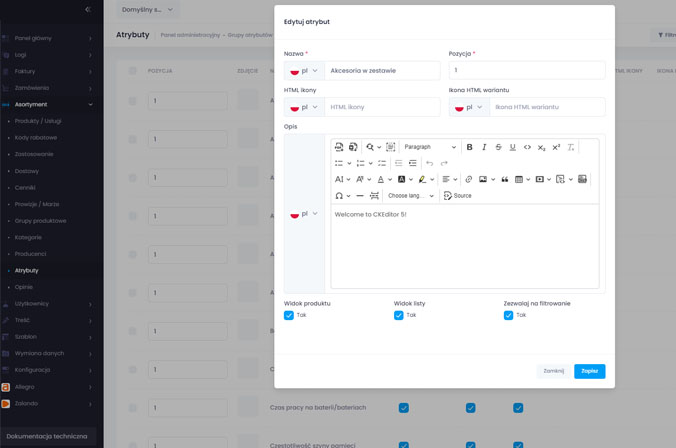 Domyślny s...
Panel główny
Logi
Faktury
Zamówienia
Asortyment
Produkty / Usługi
Kody rabatowe
Zastosowanie
Dostawy
Cenniki
Prowizje / Marże
Grupy produktowe
Kategorie
Producenci
Atrybuty
Opinie
Użytkownicy
Treść
Szablon
Wymiana danych
Konfiguracja
Allegro
Zalando
Dokumentacja techniczna
Atrybuty
Panel administracyjny - Grupy atrybutów
Filtro
POZYCJA
ZDJĘCIE
TML IKONY
IKONA H
1
1
1
1
1
1
1
1
1
1
Czas pracy na baterii/bateriach
Częstotliwość szyny pamięci
Edytuj atrybut
Nazwa *
pl
Akcesoria w zestawie
Pozycja *
1
HTML ikony
pl
HTML ikony
Ikona HTML wariantu
pl
Ikona HTML wariantu
Opis
pl
Paragraph
Choose lang...
Source
Welcome to CKEditor 5!
Widok produktu
Tak
Widok listy
Tak
Zezwalaj na filtrowanie
Tak
Zamknij
Zapisz